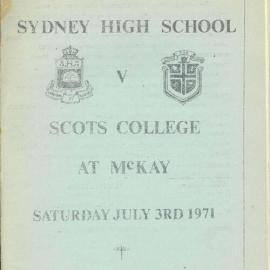 SYDNEY HIGH SCHOOL
V
SCOTS COLLEGE
AT McKAY
SATURDAY JULY 3RD 1971